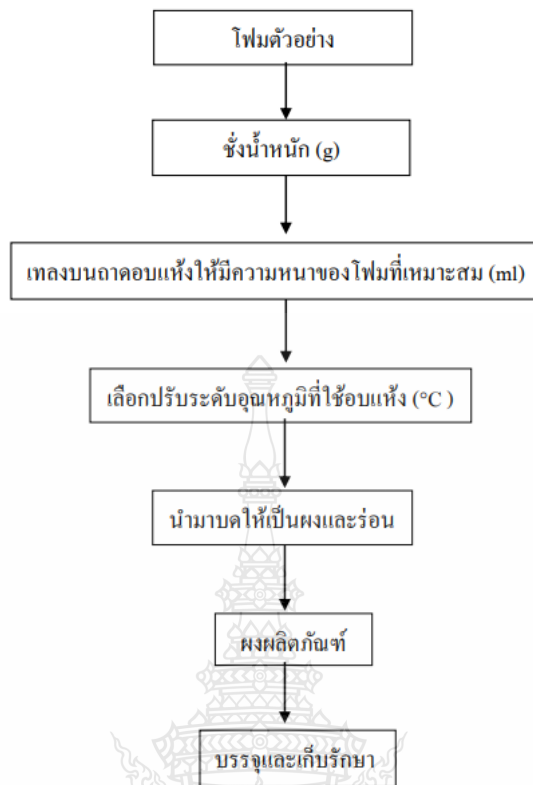 โฟมตัวอย่าง
ชั่งน้ำหนัก (g)
เทลงบนถาดอบแห้งให้มีความหนาของโฟมที่เหมาะสม (ml)
เลือกปรับระดับอุณหภูมิที่ใช้อบแห้ง (°C )
นำมาบดให้เป็นผงและร่อน
ผงผลิตภัณฑ์
บรรจุและเก็บรักษา